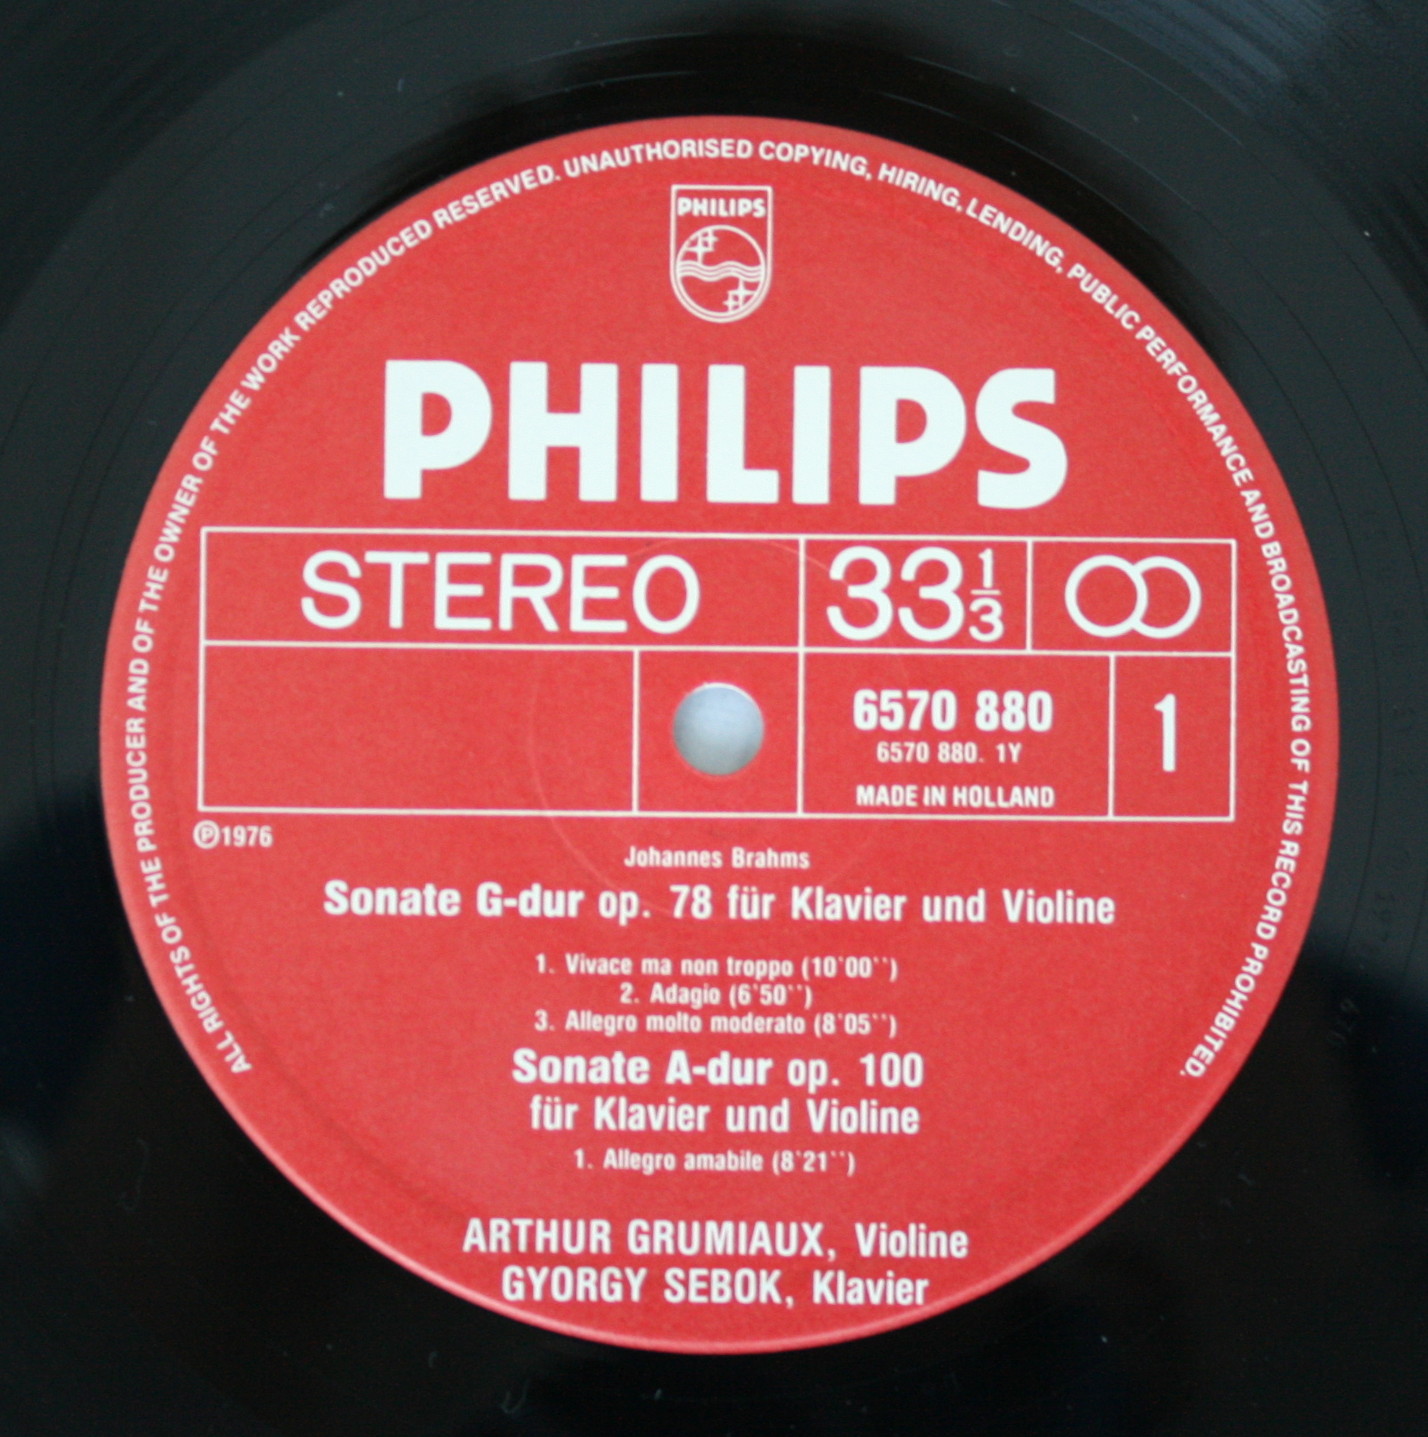 ALL RIGHTS OF THE PRODUCER AND OF THE OWNER OF THE WORK REPRODUCED RESERVED. UNAUTHORISED COPYING, HIRING, LENDING, PUBLIC PERFORMANCE AND BROADCASTING OF THIS RECORD PROHIBITED.
PHILIPS
PHILIPS
STEREO 33 1/3
6570 880 1
6570 880. 1Y
MADE IN HOLLAND
Ⓟ1976
Johannes Brahms
Sonate G-dur op. 78 für Klavier und Violine
1. Vivace ma non troppo (10'00'')
2. Adagio (6'50'')
3. Allegro molto moderato (8'05'')
Sonate A-dur op. 100
für Klavier und Violine
1. Allegro amabile (8'21'')
ARTHUR GRUMIAUX, Violine
GYORGY SEBOK, Klavier